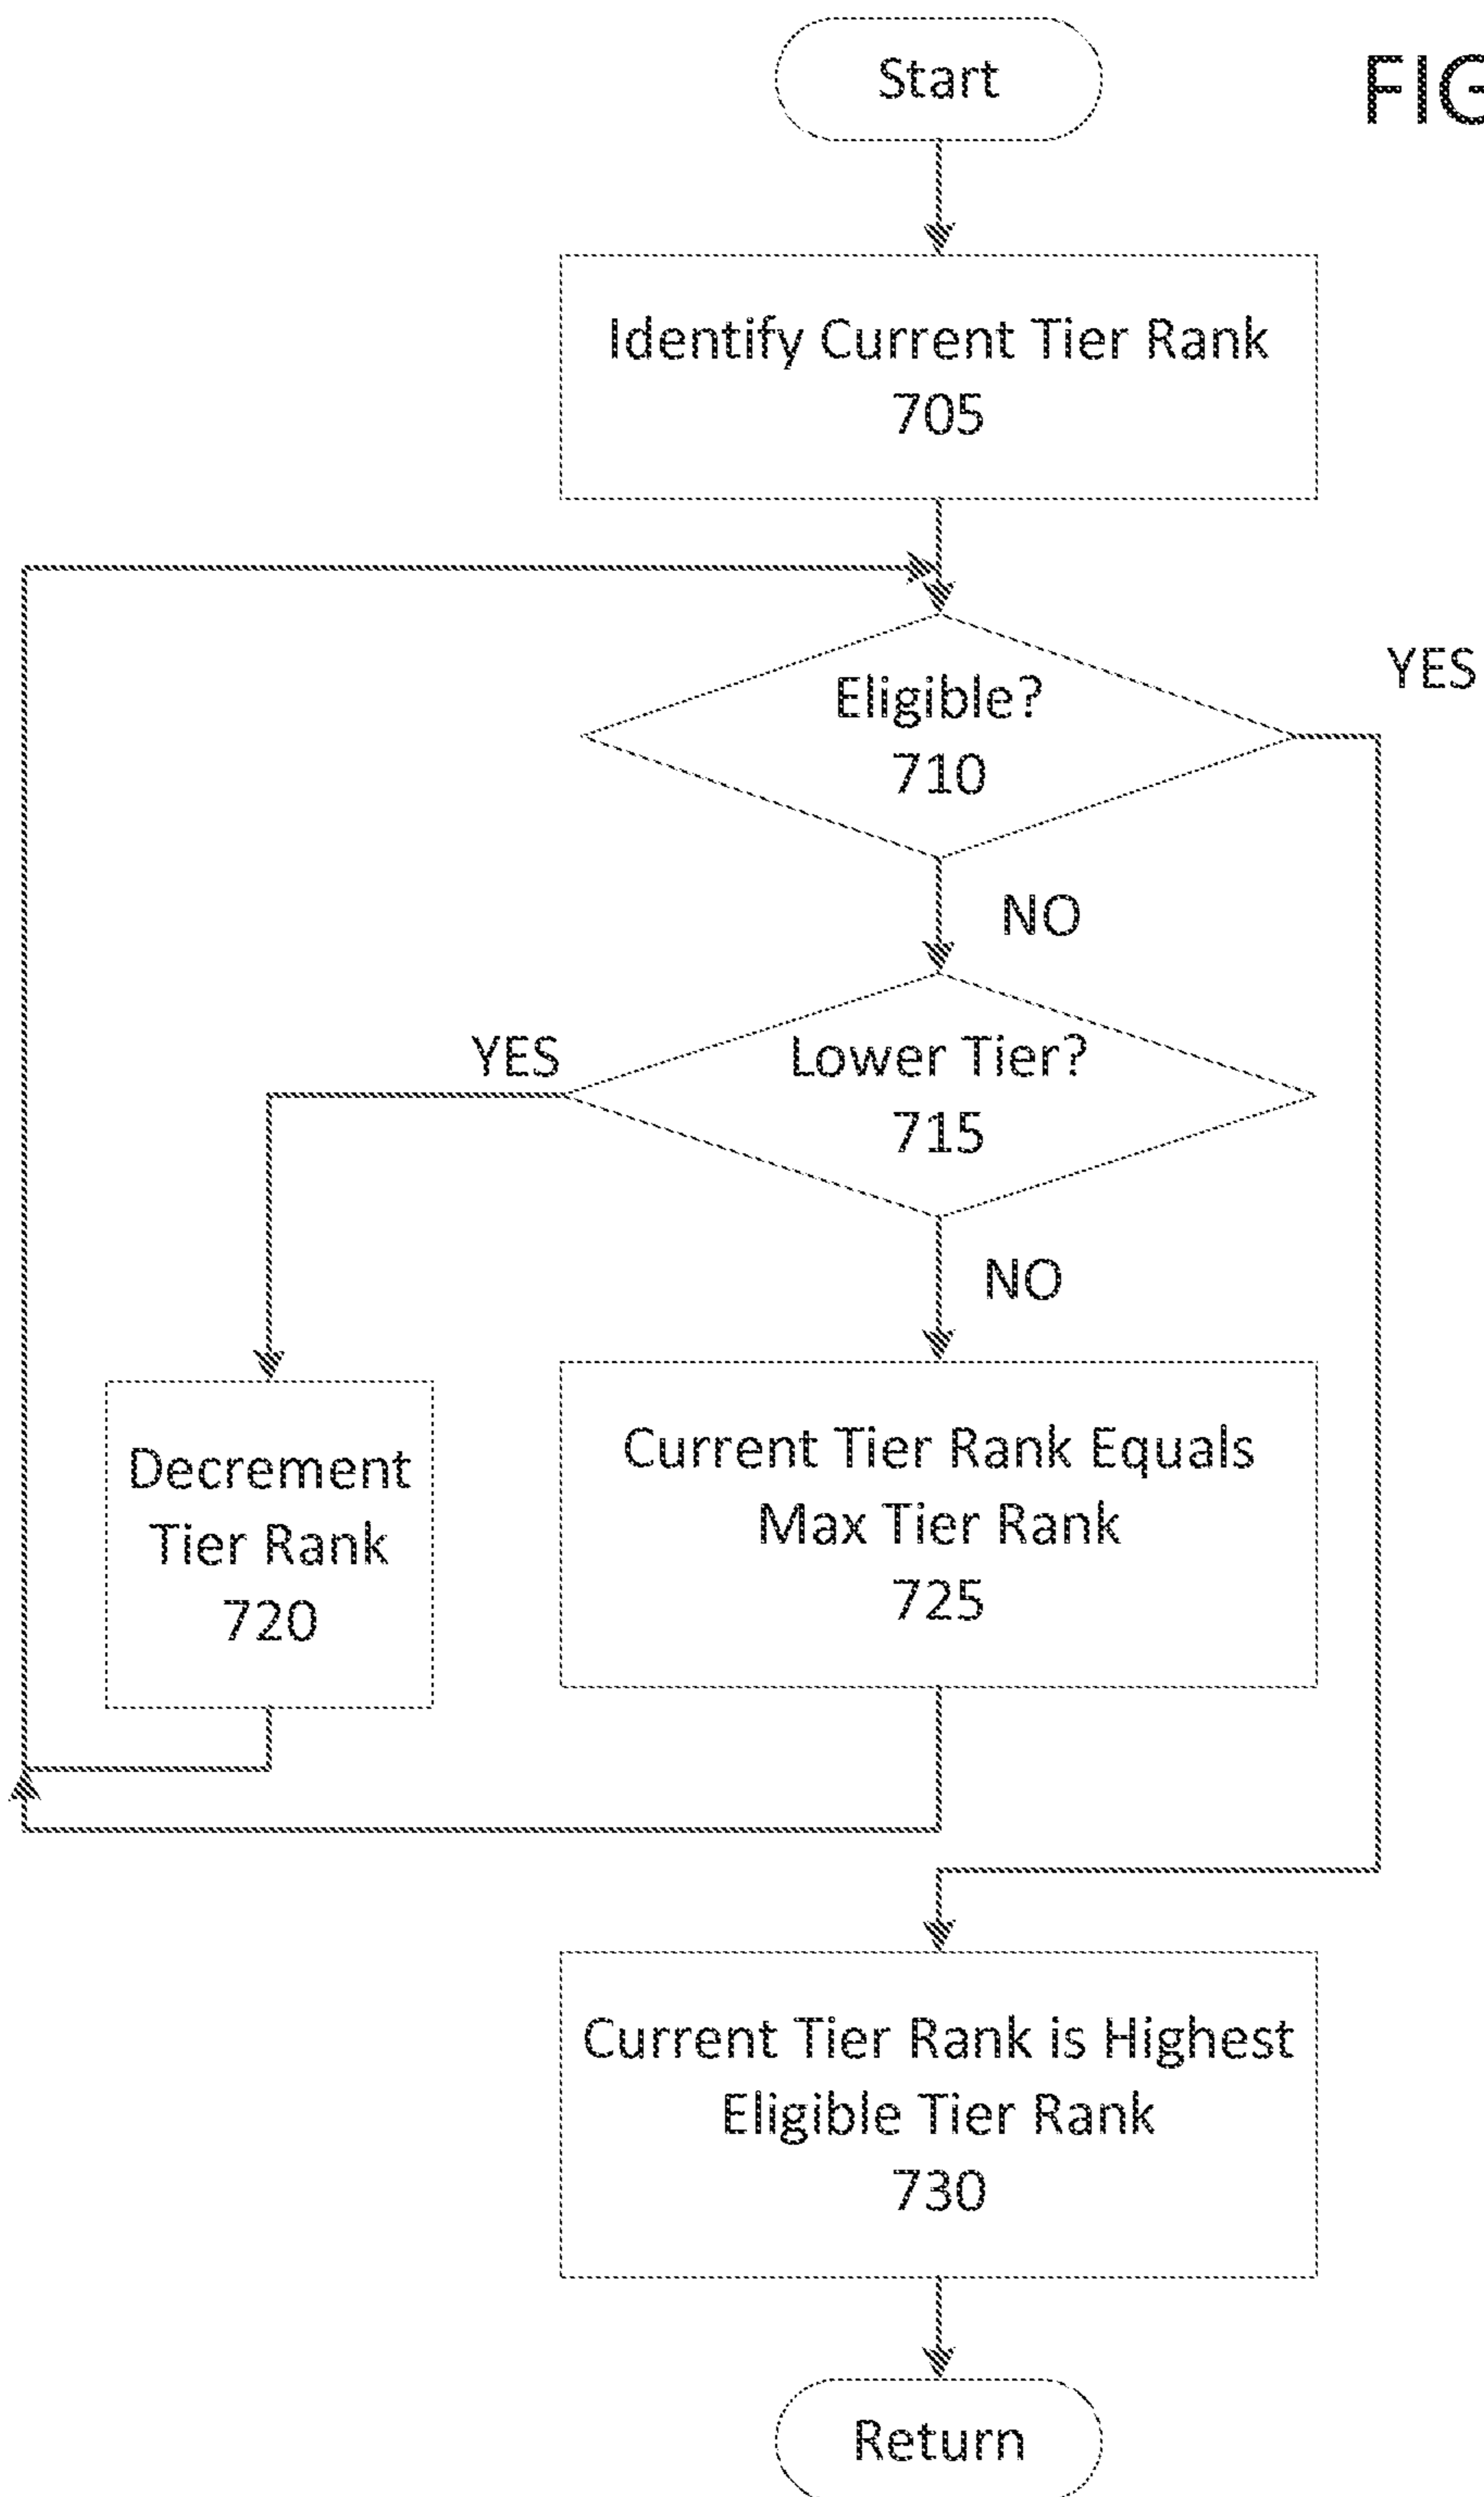 Start
FIG
Identify Current Tier Rank
705
Eligible?
710
YES
NO
Lower Tier?
715
YES
NO
Decrement
Tier Rank
720
Current Tier Rank Equals
Max Tier Rank
725
Current Tier Rank is Highest
Eligible Tier Rank
730
Return